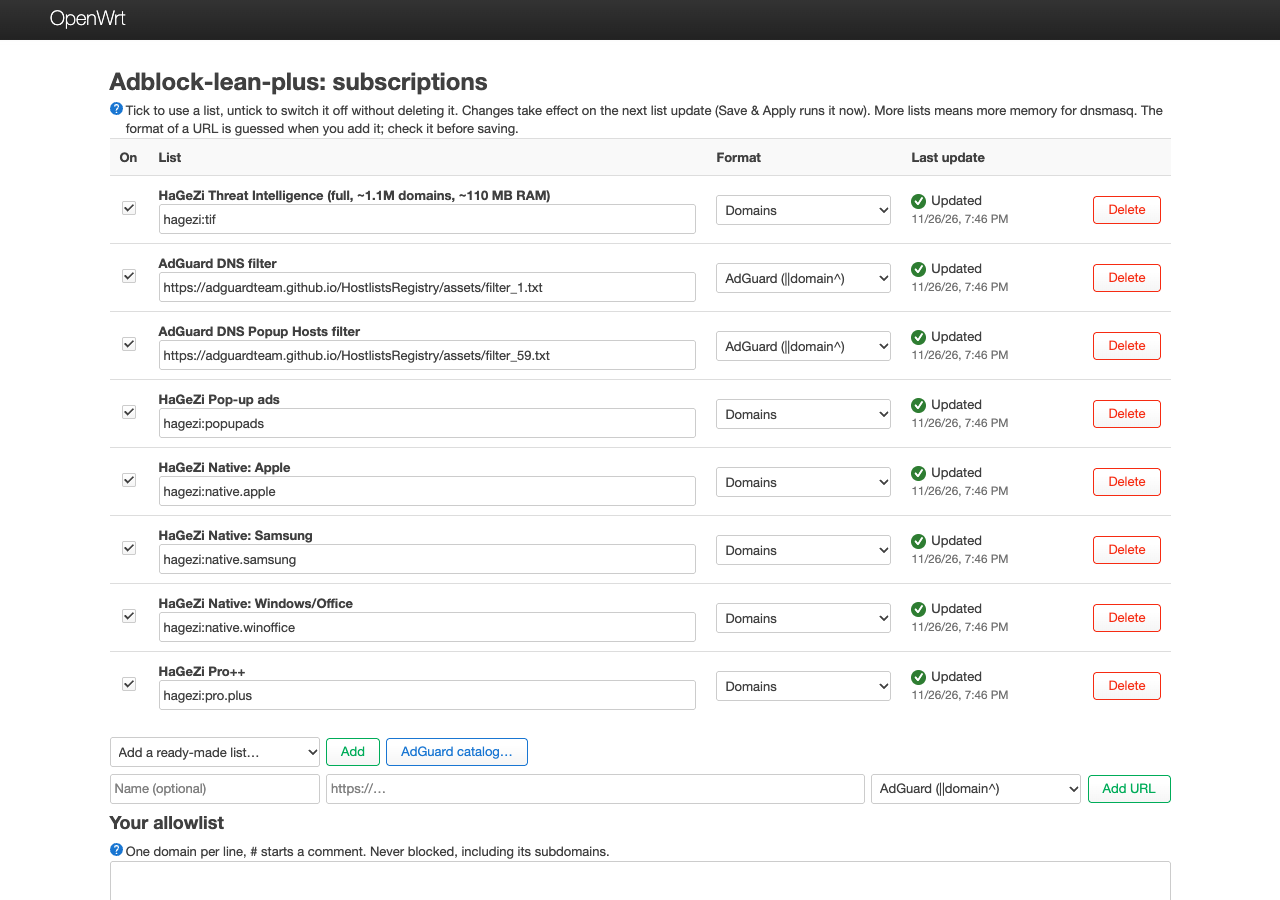 OpenWrt
Adblock-lean-plus: subscriptions
? Tick to use a list, untick to switch it off without deleting it. Changes take effect on the next list update (Save & Apply runs it now). More lists means more memory for dnsmasq. The
format of a URL is guessed when you add it; check it before saving.
On List Format Last update
HaGeZi Threat Intelligence (full, ~1.1M domains, ~110 MB RAM)
hagezi:tif
Domains
Updated
11/26/26, 7:46 PM
Delete
AdGuard DNS filter
https://adguardteam.github.io/HostlistsRegistry/assets/filter_1.txt
AdGuard (||domain^)
Updated
11/26/26, 7:46 PM
Delete
AdGuard DNS Popup Hosts filter
https://adguardteam.github.io/HostlistsRegistry/assets/filter_59.txt
AdGuard (||domain^)
Updated
11/26/26, 7:46 PM
Delete
HaGeZi Pop-up ads
hagezi:popupads
Domains
Updated
11/26/26, 7:46 PM
Delete
HaGeZi Native: Apple
hagezi:native.apple
Domains
Updated
11/26/26, 7:46 PM
Delete
HaGeZi Native: Samsung
hagezi:native.samsung
Domains
Updated
11/26/26, 7:46 PM
Delete
HaGeZi Native: Windows/Office
hagezi:native.winoffice
Domains
Updated
11/26/26, 7:46 PM
Delete
HaGeZi Pro++
hagezi:pro.plus
Domains
Updated
11/26/26, 7:46 PM
Delete
Add a ready-made list… Add AdGuard catalog…
Name (optional) https://… AdGuard (||domain^) Add URL
Your allowlist
? One domain per line, # starts a comment. Never blocked, including its subdomains.